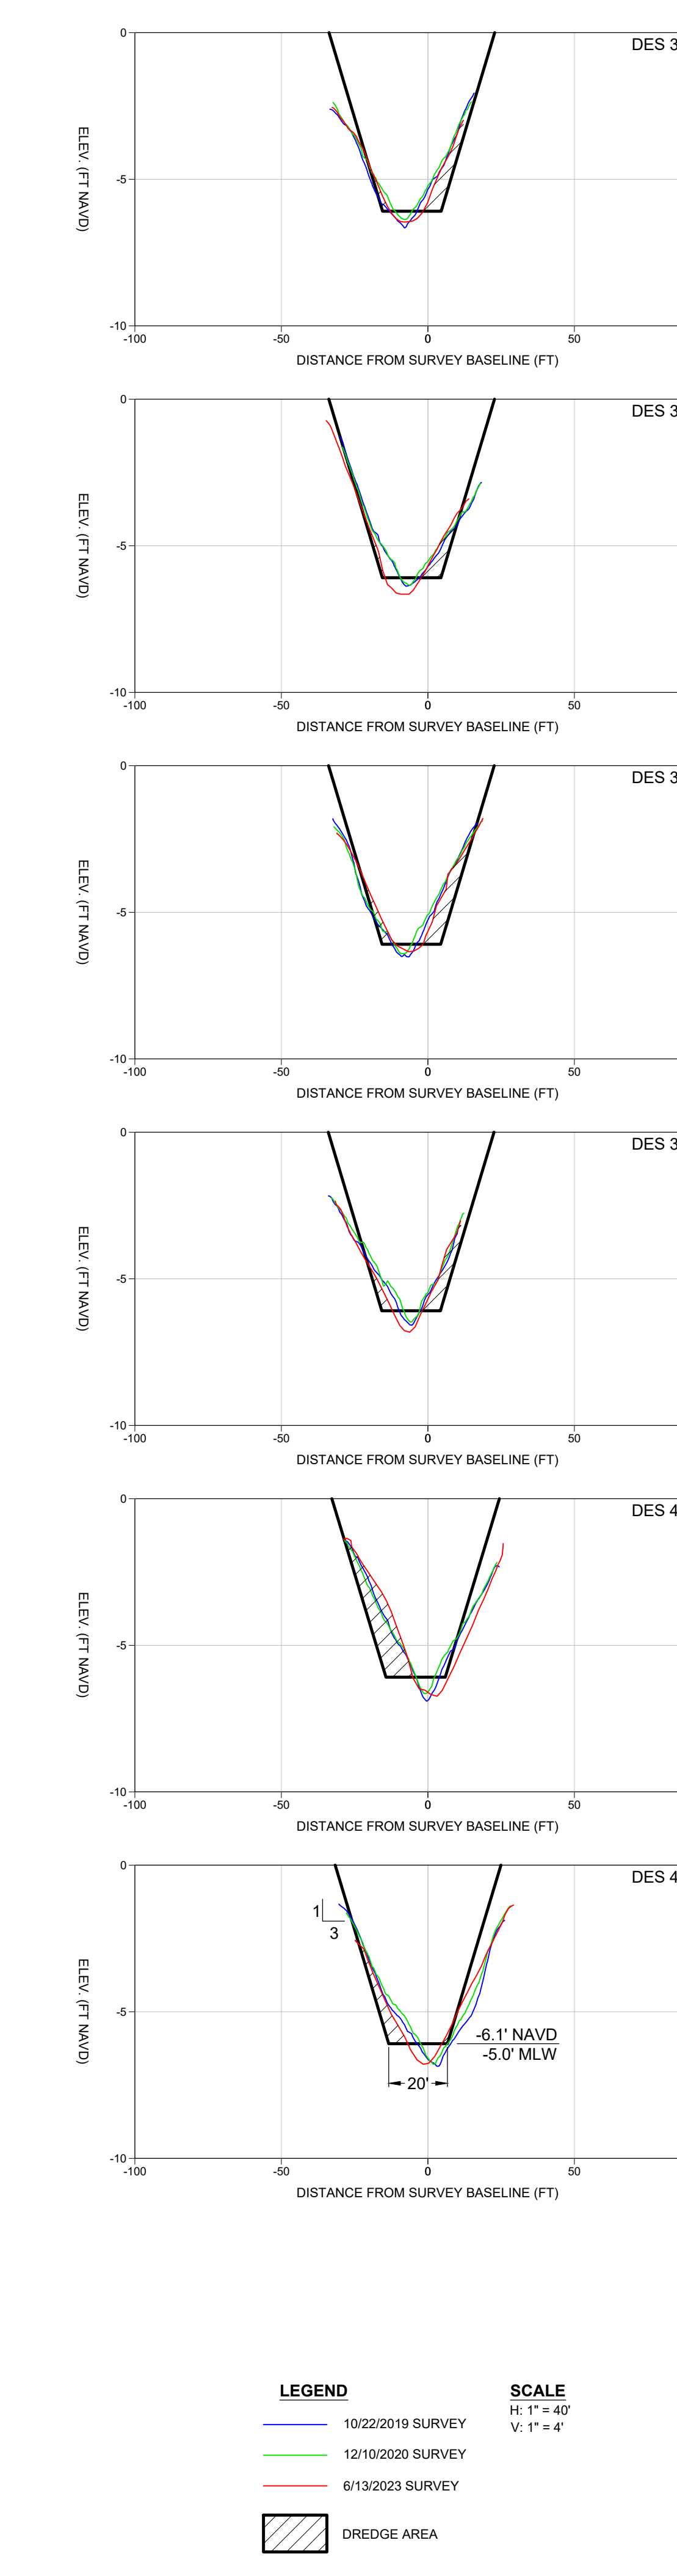 0
DES 3
ELEV. (FT NAVD)
-5
-10
-100 -50 0 50
DISTANCE FROM SURVEY BASELINE (FT)
0
DES 3
ELEV. (FT NAVD)
-5
-10
-100 -50 0 50
DISTANCE FROM SURVEY BASELINE (FT)
0
DES 3
ELEV. (FT NAVD)
-5
-10
-100 -50 0 50
DISTANCE FROM SURVEY BASELINE (FT)
0
DES 3
ELEV. (FT NAVD)
-5
-10
-100 -50 0 50
DISTANCE FROM SURVEY BASELINE (FT)
0
DES 4
ELEV. (FT NAVD)
-5
-10
-100 -50 0 50
DISTANCE FROM SURVEY BASELINE (FT)
0
DES 4
1
3
ELEV. (FT NAVD)
-5
-6.1' NAVD
-5.0' MLW
20'
-10
-100 -50 0 50
DISTANCE FROM SURVEY BASELINE (FT)
LEGEND
10/22/2019 SURVEY
12/10/2020 SURVEY
6/13/2023 SURVEY
DREDGE AREA
SCALE
H: 1" = 40'
V: 1" = 4'